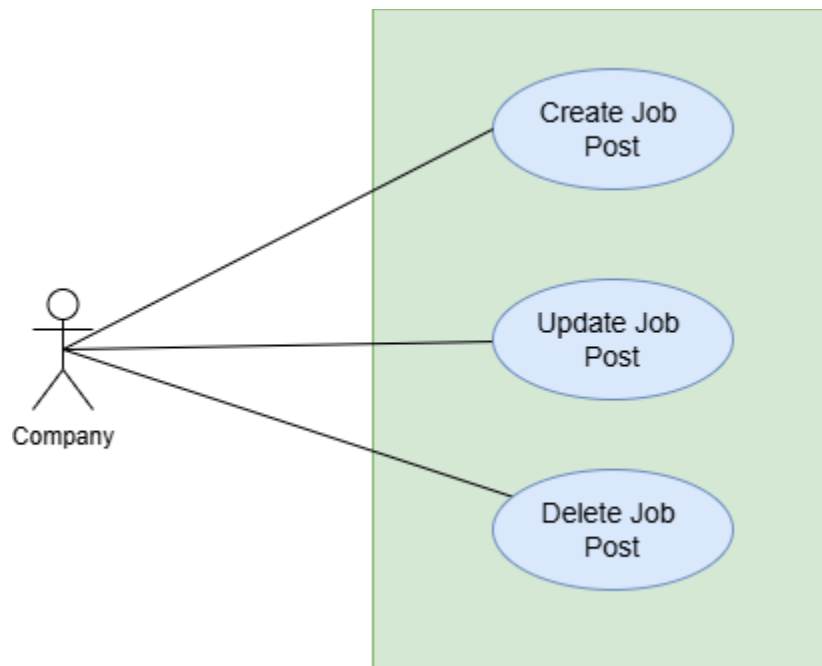 Create Job
Post
Update Job
Post
Company
Delete Job
Post